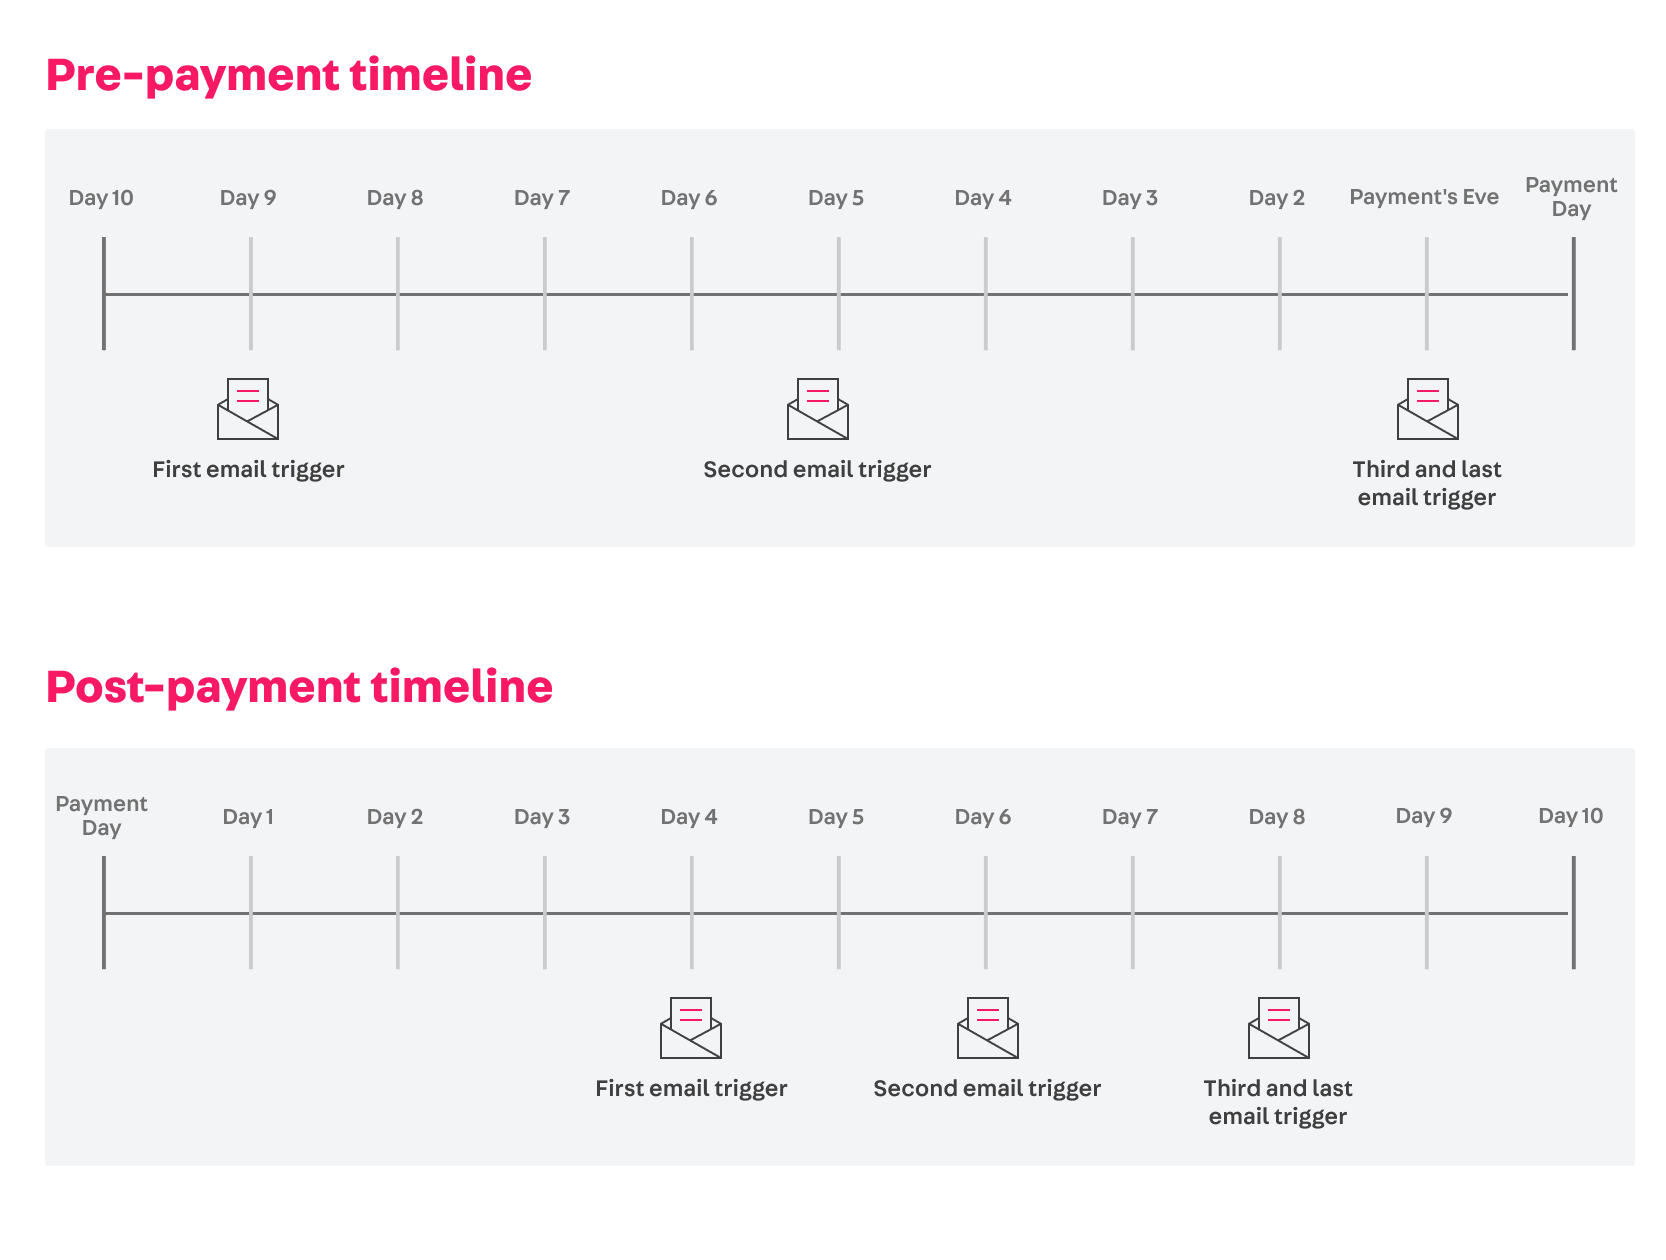 Pre-payment timeline
Day 10
Day 9
Day 8
Day 7
Day 6
Day 5
Day 4
Day 3
Day 2
Payment's Eve
Payment
Day
First email trigger
Second email trigger
Third and last
email trigger
Post-payment timeline
Payment
Day
Day 1
Day 2
Day 3
Day 4
Day 5
Day 6
Day 7
Day 8
Day 9
Day 10
First email trigger
Second email trigger
Third and last
email trigger